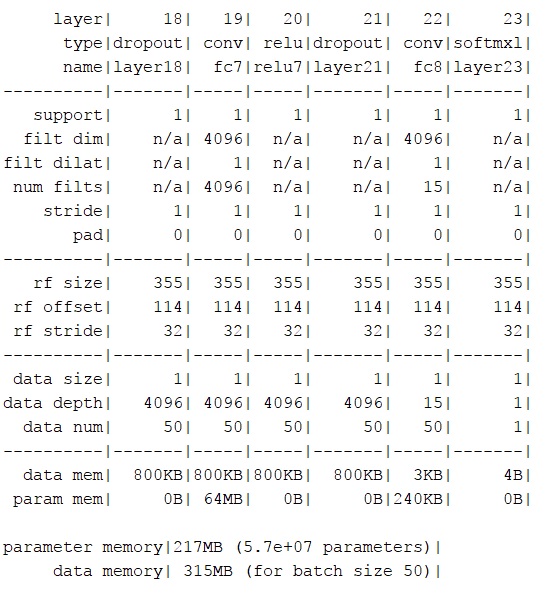 layer| 18| 19| 20| 21| 22| 23|
type|dropout| conv| relu|dropout| conv|softmxl|
name|layer18| fc7|relu7|layer21| fc8|layer23|
----------|-------|-----|-----|-------|-----|-------|
support| 1| 1| 1| 1| 1| 1|
filt dim| n/a| 4096| n/a| n/a| 4096| n/a|
filt dilat| n/a| 1| n/a| n/a| 1| n/a|
num filts| n/a| 4096| n/a| n/a| 15| n/a|
stride| 1| 1| 1| 1| 1| 1|
pad| 0| 0| 0| 0| 0| 0|
----------|-------|-----|-----|-------|-----|-------|
rf size| 355| 355| 355| 355| 355| 355|
rf offset| 114| 114| 114| 114| 114| 114|
rf stride| 32| 32| 32| 32| 32| 32|
----------|-------|-----|-----|-------|-----|-------|
data size| 1| 1| 1| 1| 1| 1|
data depth| 4096| 4096| 4096| 4096| 15| 1|
data num| 50| 50| 50| 50| 50| 1|
----------|-------|-----|-----|-------|-----|-------|
data mem| 800KB|800KB|800KB| 800KB| 3KB| 4B|
param mem| 0B| 64MB| 0B| 0B|240KB| 0B|
parameter memory|217MB (5.7e+07 parameters)|
data memory| 315MB (for batch size 50)|